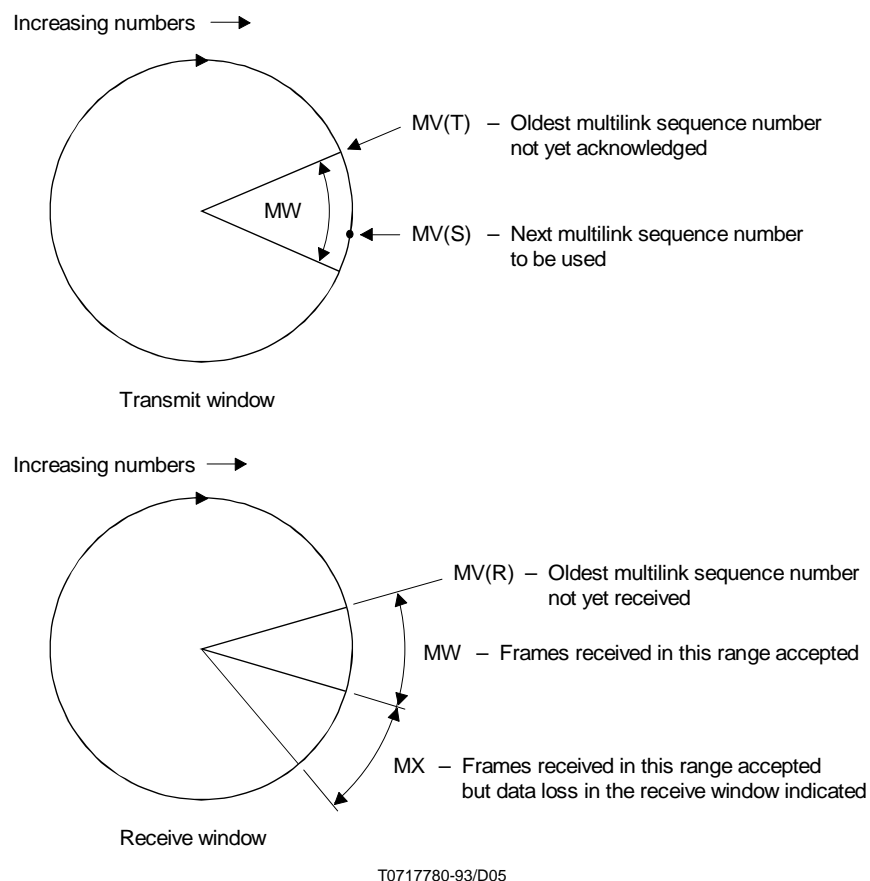 Increasing numbers
MV(T) – Oldest multilink sequence number
not yet acknowledged
MW
MV(S) – Next multilink sequence number
to be used
Transmit window
Increasing numbers
MV(R) – Oldest multilink sequence number
not yet received
MW – Frames received in this range accepted
MX – Frames received in this range accepted
but data loss in the receive window indicated
Receive window
T0717780-93/D05